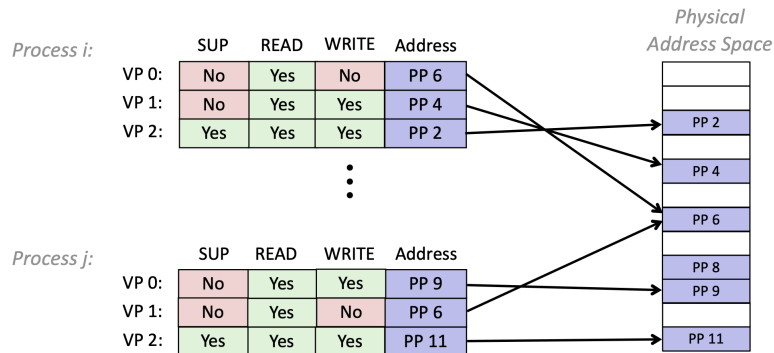 Physical
Address Space
Process i:
SUP READ WRITE Address
VP 0: No Yes No PP 6
VP 1: No Yes Yes PP 4
VP 2: Yes Yes Yes PP 2
PP 2
PP 4
PP 6
PP 8
PP 9
PP 11
Process j:
SUP READ WRITE Address
VP 0: No Yes Yes PP 9
VP 1: No Yes No PP 6
VP 2: Yes Yes Yes PP 11